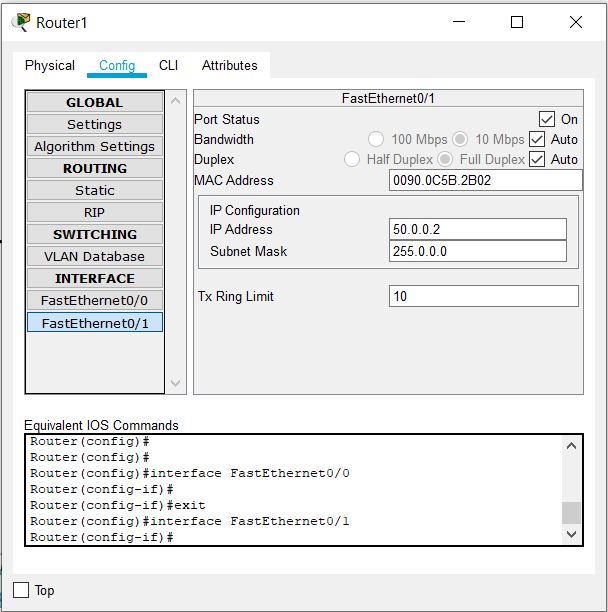 Router1
Physical Config CLI Attributes
GLOBAL
Settings
Algorithm Settings
ROUTING
Static
RIP
SWITCHING
VLAN Database
INTERFACE
FastEthernet0/0
FastEthernet0/1
FastEthernet0/1
Port Status On
Bandwidth 100 Mbps 10 Mbps Auto
Duplex Half Duplex Full Duplex Auto
MAC Address 0090.0C5B.2B02
IP Configuration
IP Address 50.0.0.2
Subnet Mask 255.0.0.0
Tx Ring Limit 10
Equivalent IOS Commands
Router(config)#
Router(config)#
Router(config)#interface FastEthernet0/0
Router(config-if)#
Router(config-if)#exit
Router(config)#interface FastEthernet0/1
Router(config-if)#
Top